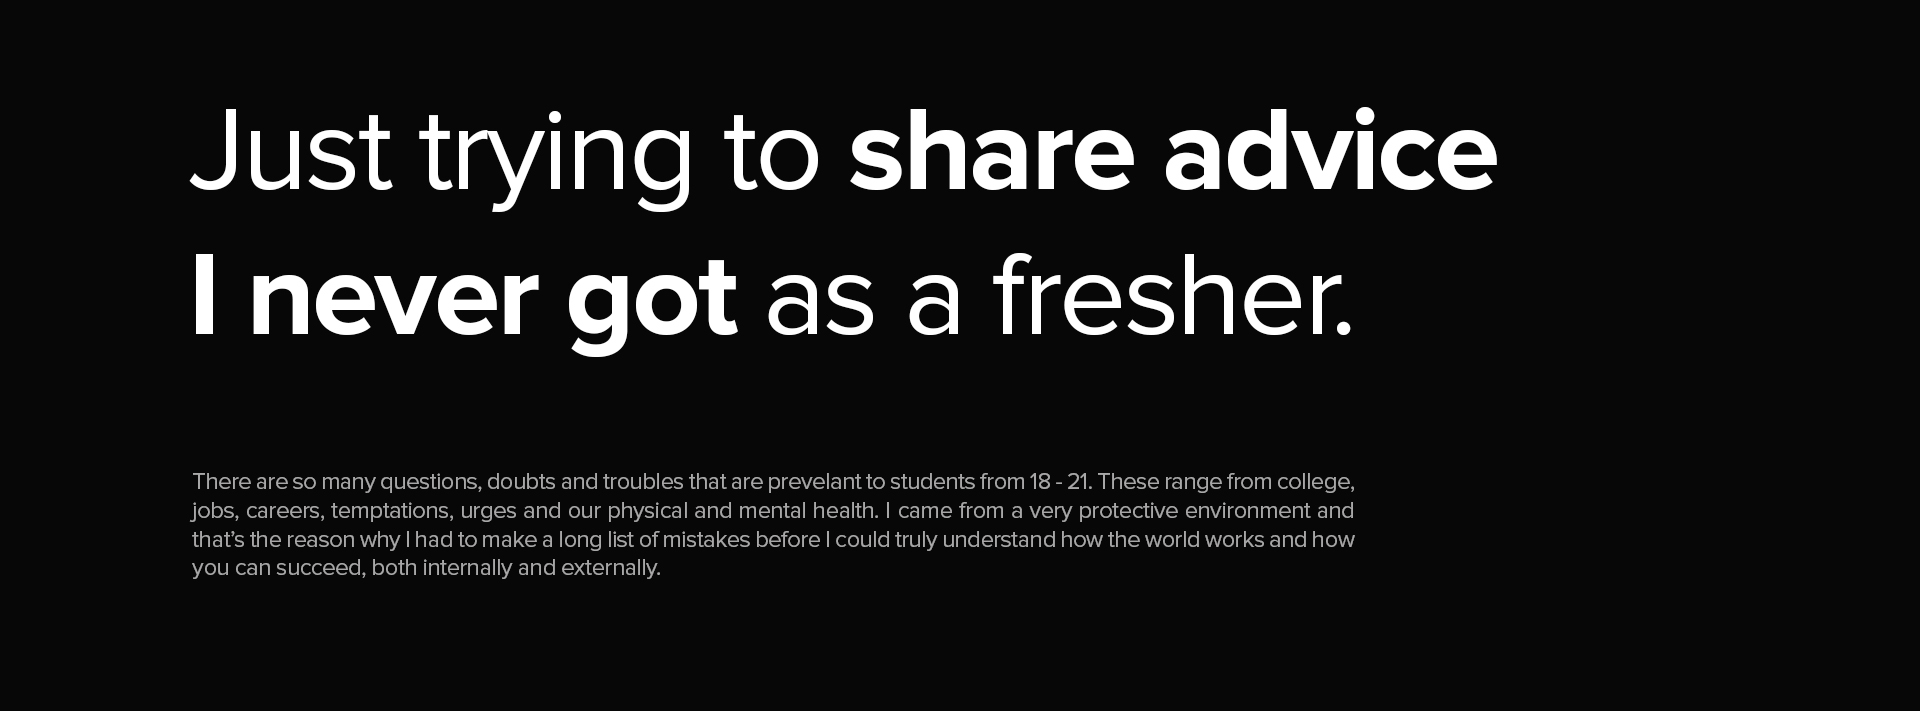 Just trying to share advice
I never got as a fresher.
There are so many questions, doubts and troubles that are prevelant to students from 18 - 21. These range from college,
jobs, careers, temptations, urges and our physical and mental health. I came from a very protective environment and
that’s the reason why I had to make a long list of mistakes before I could truly understand how the world works and how
you can succeed, both internally and externally.